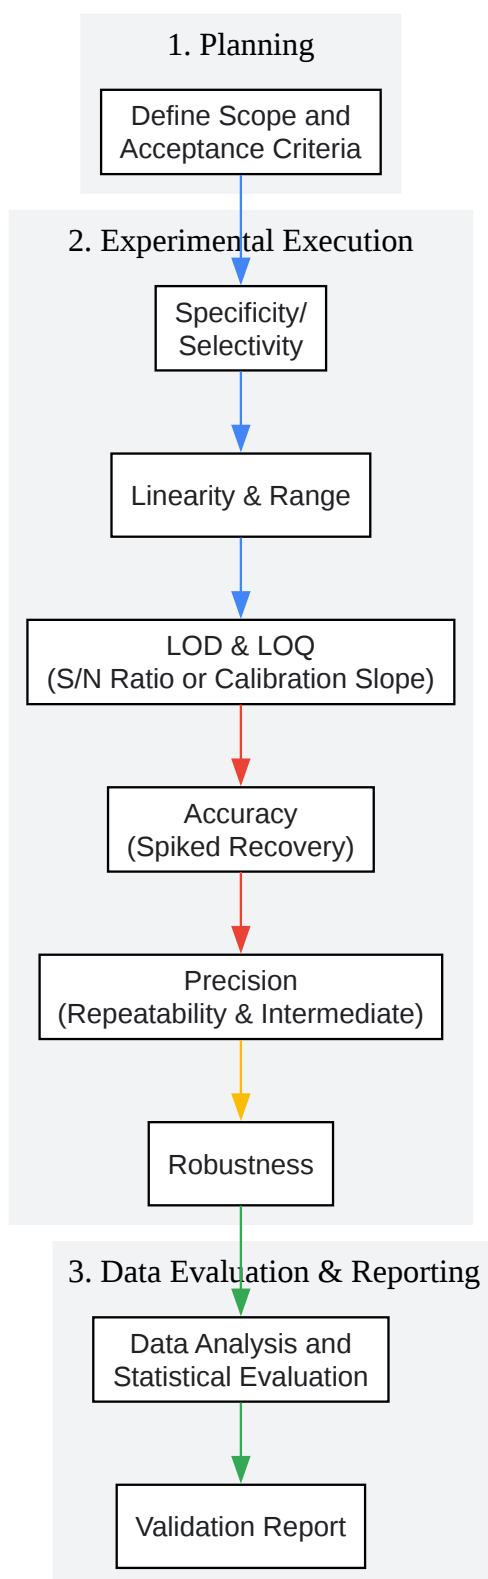 1. Planning
Define Scope and
Acceptance Criteria
2. Experimental Execution
Specificity/
Selectivity
Linearity & Range
LOD & LOQ
(S/N Ratio or Calibration Slope)
Accuracy
(Spiked Recovery)
Precision
(Repeatability & Intermediate)
Robustness
3. Data Evaluation & Reporting
Data Analysis and
Statistical Evaluation
Validation Report